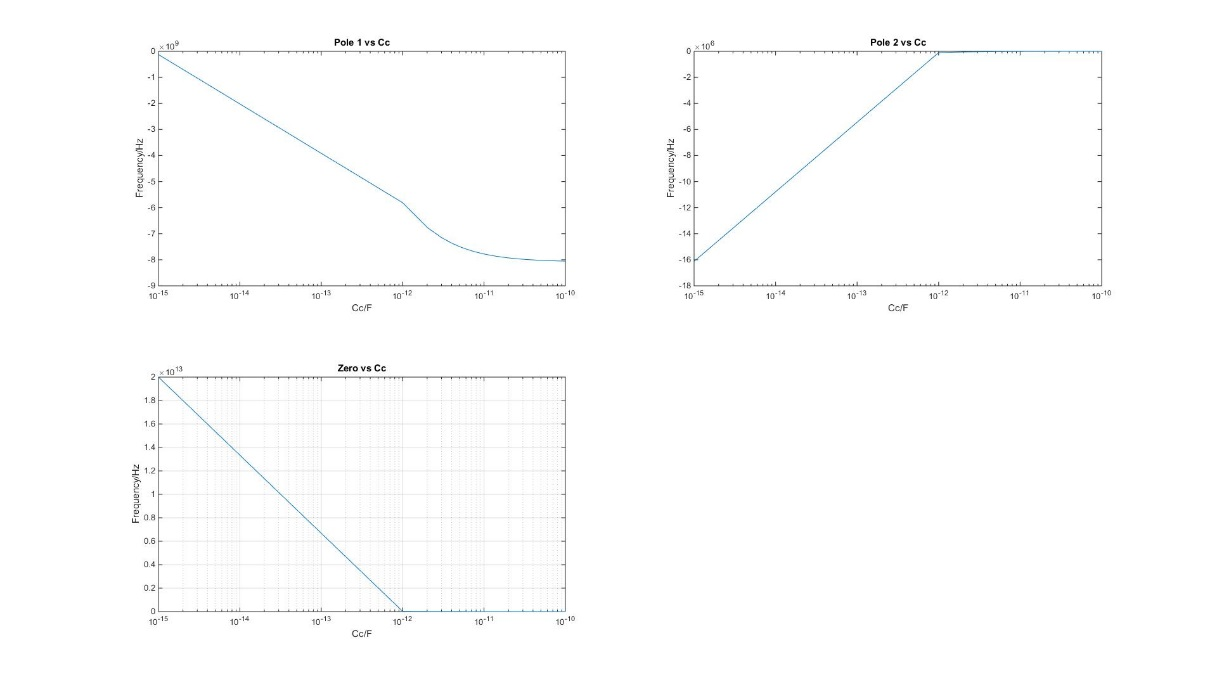 Pole 1 vs Cc
×10^9
0
-1
-2
-3
-4
-5
-6
-7
-8
-9
Frequency/Hz
10^-15 10^-14 10^-13 10^-12 10^-11 10^-10
Cc/F
Pole 2 vs Cc
×10^6
0
-2
-4
-6
-8
-10
-12
-14
-16
-18
Frequency/Hz
10^-15 10^-14 10^-13 10^-12 10^-11 10^-10
Cc/F
Zero vs Cc
×10^13
2
1.8
1.6
1.4
1.2
1
0.8
0.6
0.4
0.2
0
Frequency/Hz
10^-15 10^-14 10^-13 10^-12 10^-11 10^-10
Cc/F